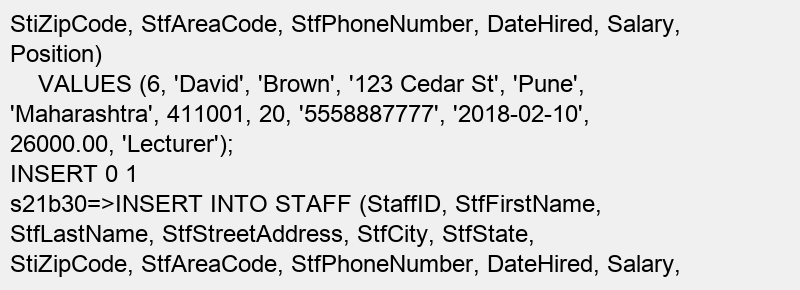 StiZipCode, StfAreaCode, StfPhoneNumber, DateHired, Salary,
Position)
VALUES (6, 'David', 'Brown', '123 Cedar St', 'Pune',
'Maharashtra', 411001, 20, '5558887777', '2018-02-10',
26000.00, 'Lecturer');
INSERT 0 1
s21b30=>INSERT INTO STAFF (StaffID, StfFirstName,
StfLastName, StfStreetAddress, StfCity, StfState,
StiZipCode, StfAreaCode, StfPhoneNumber, DateHired, Salary,